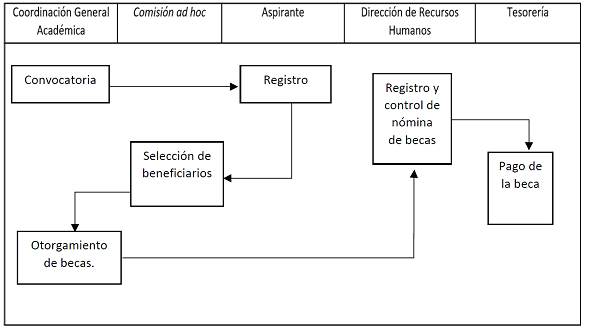 Coordinación General
Académica
Comisión ad hoc
Aspirante
Dirección de Recursos
Humanos
Tesorería
Convocatoria
Registro
Registro y
control de
nómina
de becas
Selección de
beneficiarios
Pago de
la beca
Otorgamiento
de becas.